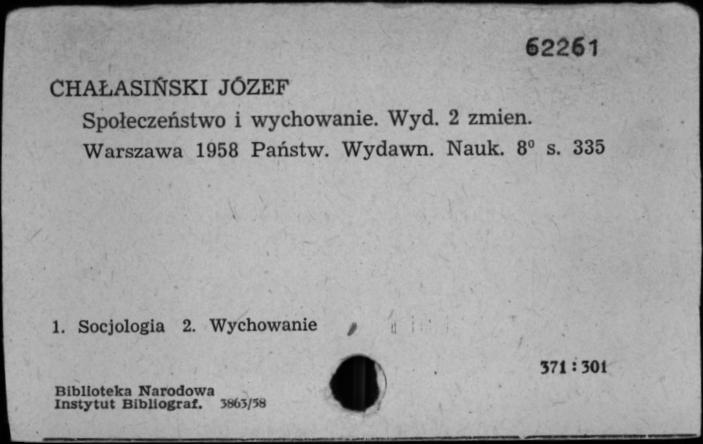 62261
CHAŁASIŃSKI JÓZEF
Społeczeństwo i wychowanie. Wyd. 2 zmien.
Warszawa 1958 Państw. Wydawn. Nauk. 8⁰ s. 335
1. Socjologia 2. Wychowanie
371 : 301
Biblioteka Narodowa
Instytut Bibliograf. 3863/58